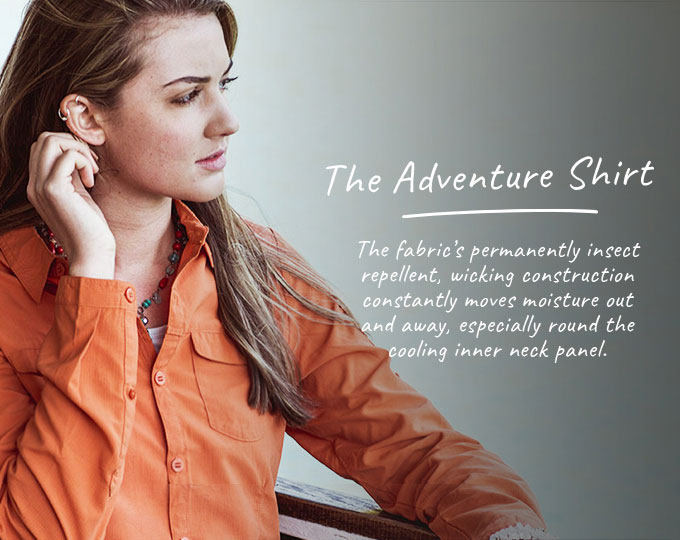 The Adventure Shirt
The fabric's permanently insect
repellent, wicking construction
constantly moves moisture out
and away, especially round the
cooling inner neck panel.